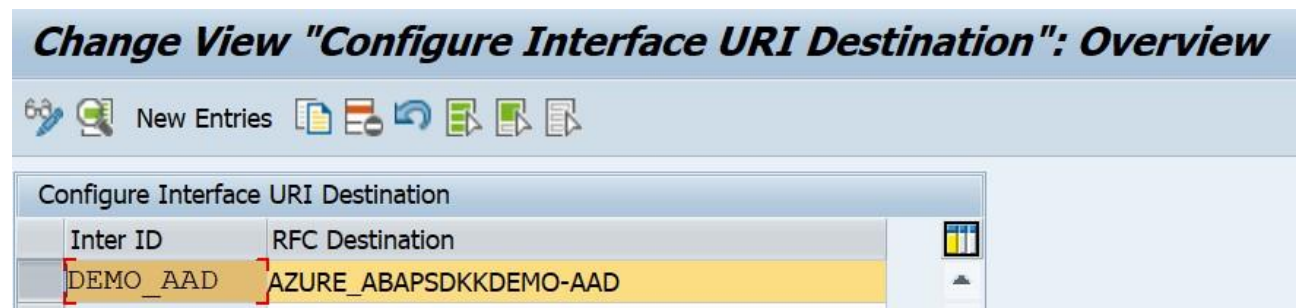 Change View "Configure Interface URI Destination": Overview
New Entries
Configure Interface URI Destination
Inter ID RFC Destination
DEMO_AAD AZURE_ABAPSDKKDEMO-AAD